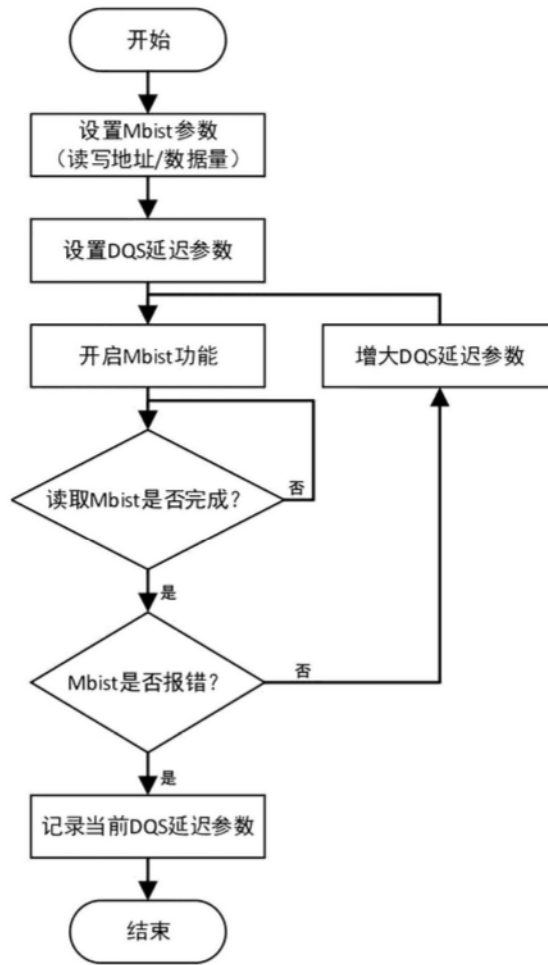 开始
设置Mbist参数
（读写地址/数据量）
设置DQS延迟参数
开启Mbist功能
增大DQS延迟参数
读取Mbist是否完成？
否
是
Mbist是否报错？
否
是
记录当前DQS延迟参数
结束